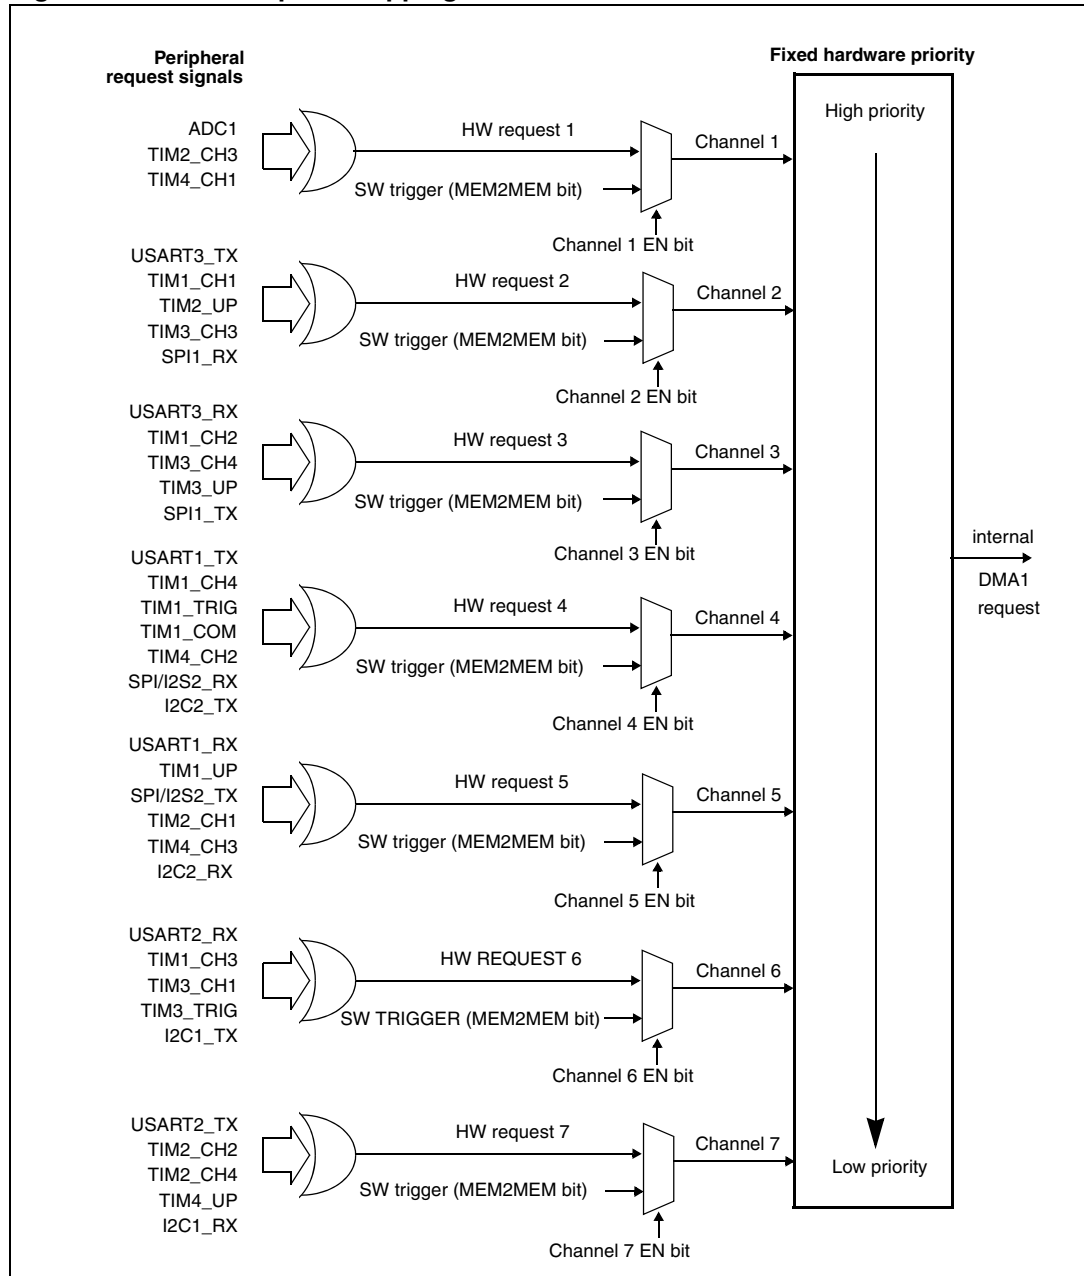 Peripheral
request signals
Fixed hardware priority
High priority
ADC1
TIM2_CH3
TIM4_CH1
HW request 1
SW trigger (MEM2MEM bit)
Channel 1
Channel 1 EN bit
USART3_TX
TIM1_CH1
TIM2_UP
TIM3_CH3
SPI1_RX
HW request 2
SW trigger (MEM2MEM bit)
Channel 2
Channel 2 EN bit
USART3_RX
TIM1_CH2
TIM3_CH4
TIM3_UP
SPI1_TX
HW request 3
SW trigger (MEM2MEM bit)
Channel 3
Channel 3 EN bit
USART1_TX
TIM1_CH4
TIM1_TRIG
TIM1_COM
TIM4_CH2
SPI/I2S2_RX
I2C2_TX
HW request 4
SW trigger (MEM2MEM bit)
Channel 4
Channel 4 EN bit
internal
DMA1
request
USART1_RX
TIM1_UP
SPI/I2S2_TX
TIM2_CH1
TIM4_CH3
I2C2_RX
HW request 5
SW trigger (MEM2MEM bit)
Channel 5
Channel 5 EN bit
USART2_RX
TIM1_CH3
TIM3_CH1
TIM3_TRIG
I2C1_TX
HW REQUEST 6
SW TRIGGER (MEM2MEM bit)
Channel 6
Channel 6 EN bit
USART2_TX
TIM2_CH2
TIM2_CH4
TIM4_UP
I2C1_RX
HW request 7
SW trigger (MEM2MEM bit)
Channel 7
Channel 7 EN bit
Low priority